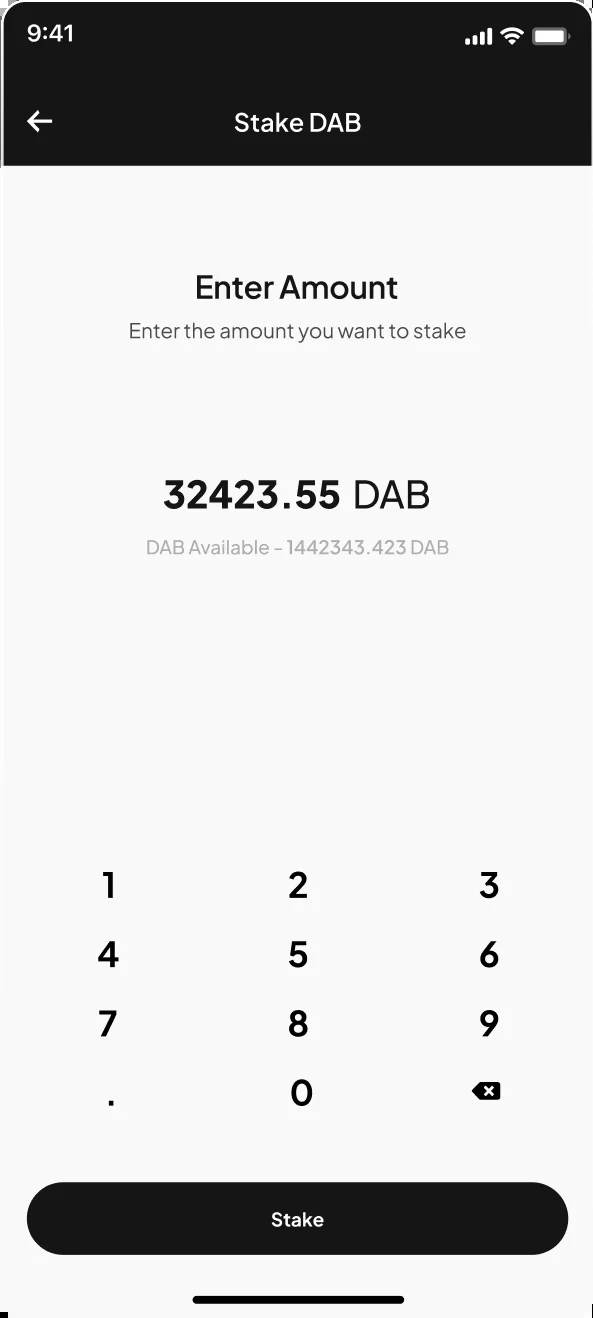 9:41
Stake DAB
Enter Amount
Enter the amount you want to stake
32423.55 DAB
DAB Available - 1442343.423 DAB
1 2 3
4 5 6
7 8 9
. 0
Stake